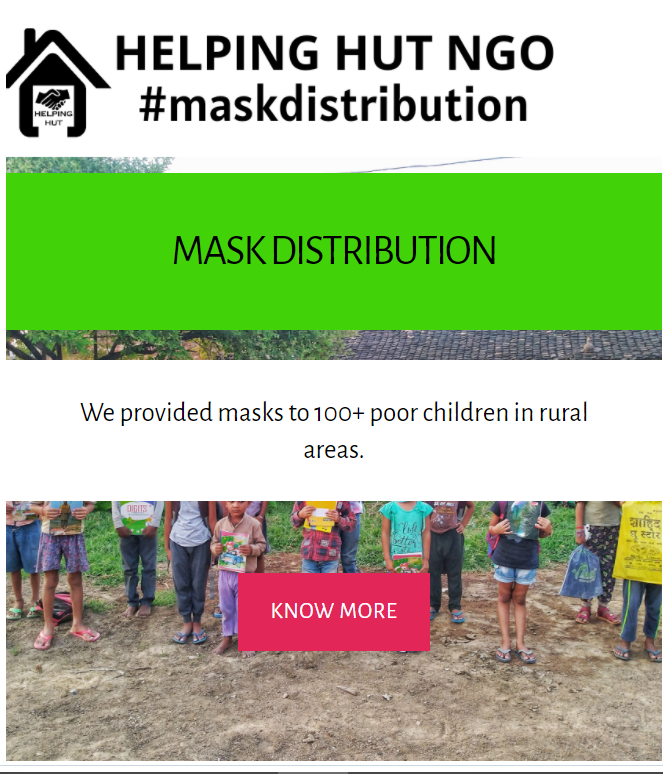 HELPING HUT NGO
#maskdistribution
HELPING
HUT
MASK DISTRIBUTION
We provided masks to 100+ poor children in rural
areas.
DIGITS
KNOW MORE